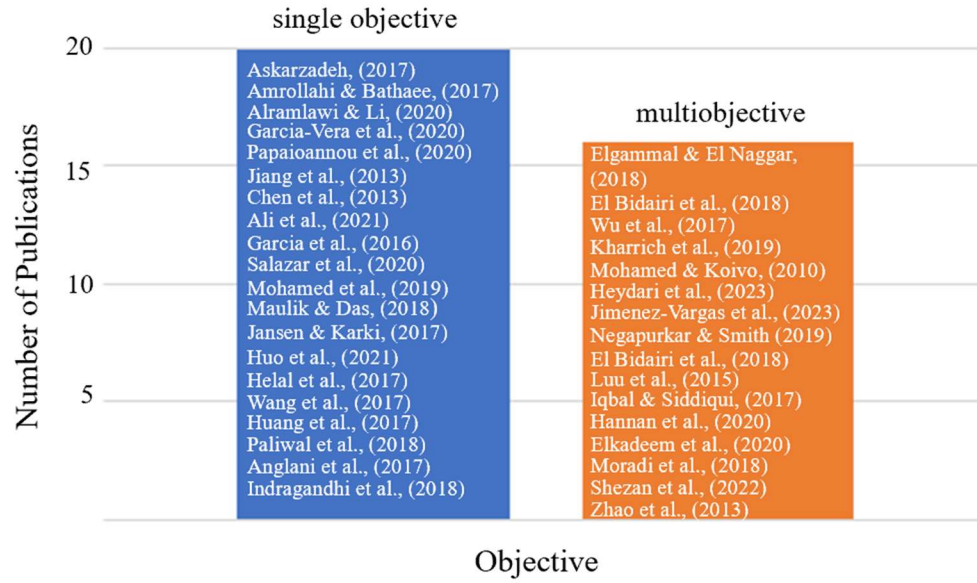 single objective
20
Askarzadeh, (2017)
Amrollahi & Bathaee, (2017)
Alramlawi & Li, (2020)
Garcia-Vera et al., (2020)
Papaioannou et al., (2020)
Jiang et al., (2013)
Chen et al., (2013)
Ali et al., (2021)
Garcia et al., (2016)
Salazar et al., (2020)
Mohamed et al., (2019)
Maulik & Das, (2018)
Jansen & Karki, (2017)
Huo et al., (2021)
Helal et al., (2017)
Wang et al., (2017)
Huang et al., (2017)
Paliwal et al., (2018)
Anglani et al., (2017)
Indragandhi et al., (2018)
multiobjective
Elgammal & El Naggar,
(2018)
El Bidairi et al., (2018)
Wu et al., (2017)
Kharrich et al., (2019)
Mohamed & Koivo, (2010)
Heydari et al., (2023)
Jimenez-Vargas et al., (2023)
Negapurkar & Smith (2019)
El Bidairi et al., (2018)
Luu et al., (2015)
Iqbal & Siddiqui, (2017)
Hannan et al., (2020)
Elkadeem et al., (2020)
Moradi et al., (2018)
Shezan et al., (2022)
Zhao et al., (2013)
15
10
5
Number of Publications
Objective